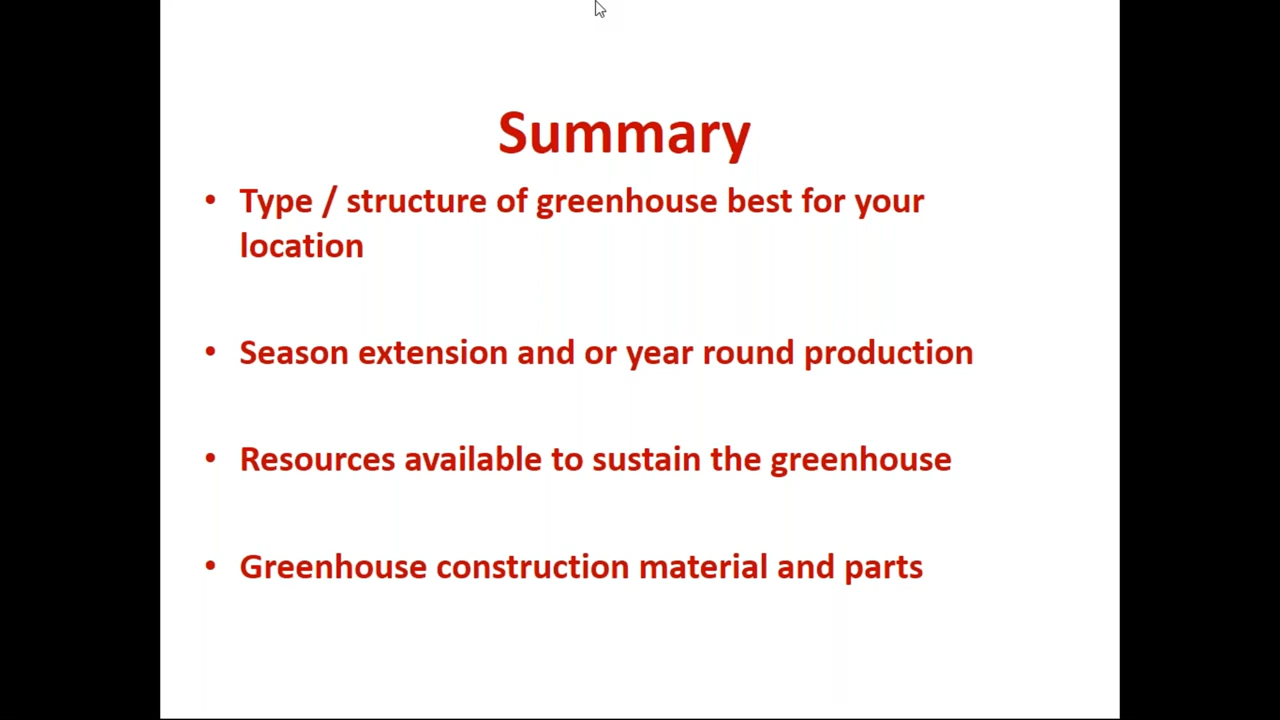 Summary
• Type / structure of greenhouse best for your
location
• Season extension and or year round production
• Resources available to sustain the greenhouse
• Greenhouse construction material and parts